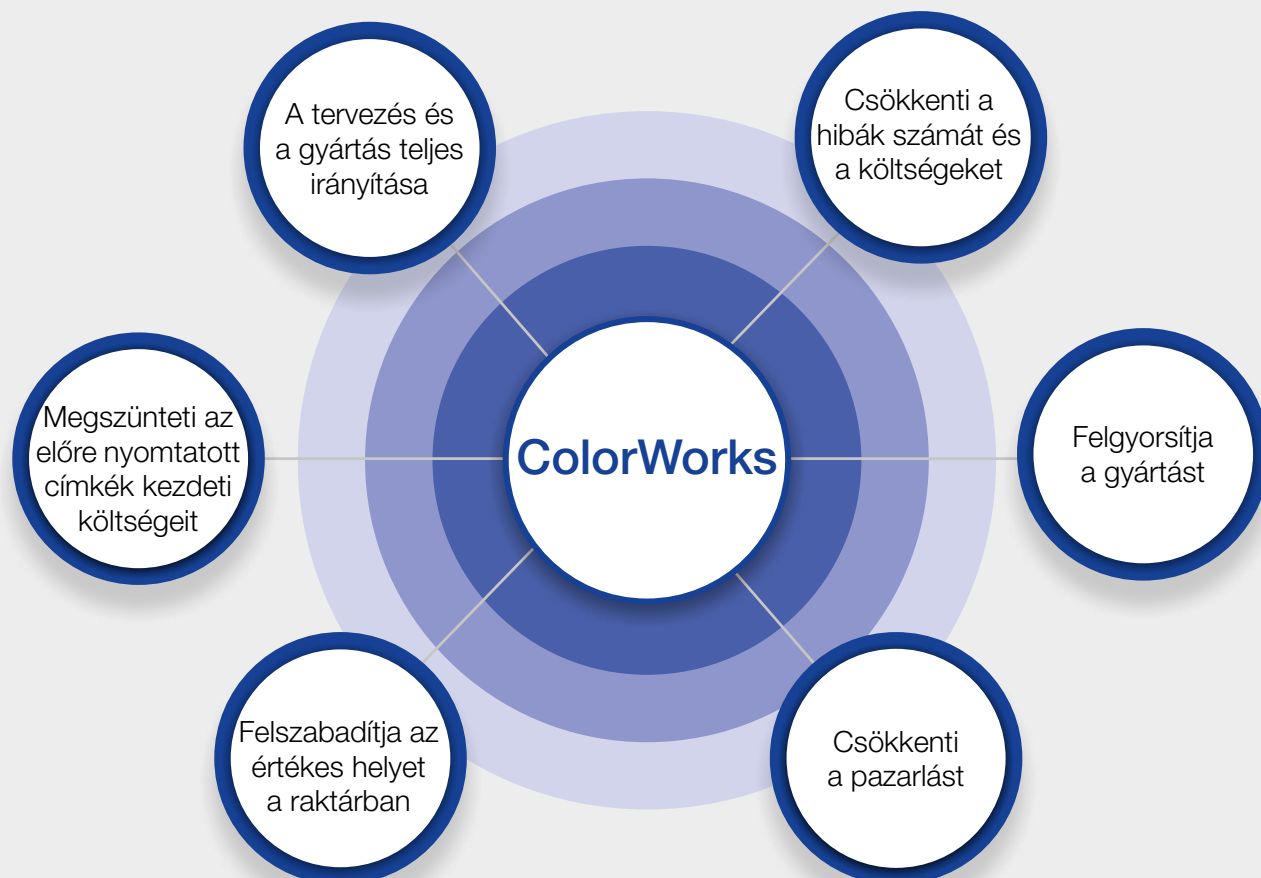 A tervezés és
a gyártás teljes
irányítása
Csökkenti a
hibák számát és
a költségeket
Megszünteti az
előre nyomtatott
címkék kezdeti
költségeit
ColorWorks
Felgyorsítja
a gyártást
Felszabadítja az
értékes helyet
a raktárban
Csökkenti
a pazarlást